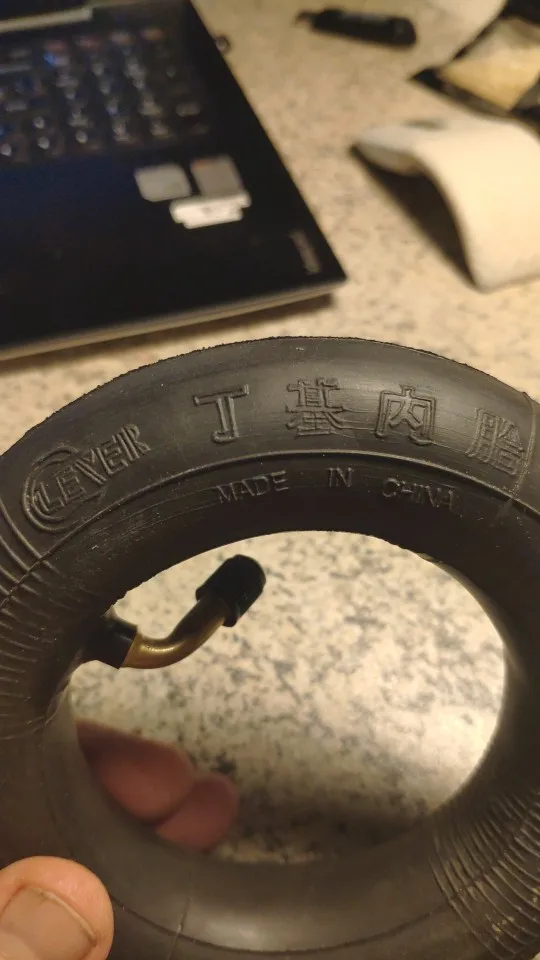 CLEVER 丁基内胎
MADE IN CHINA